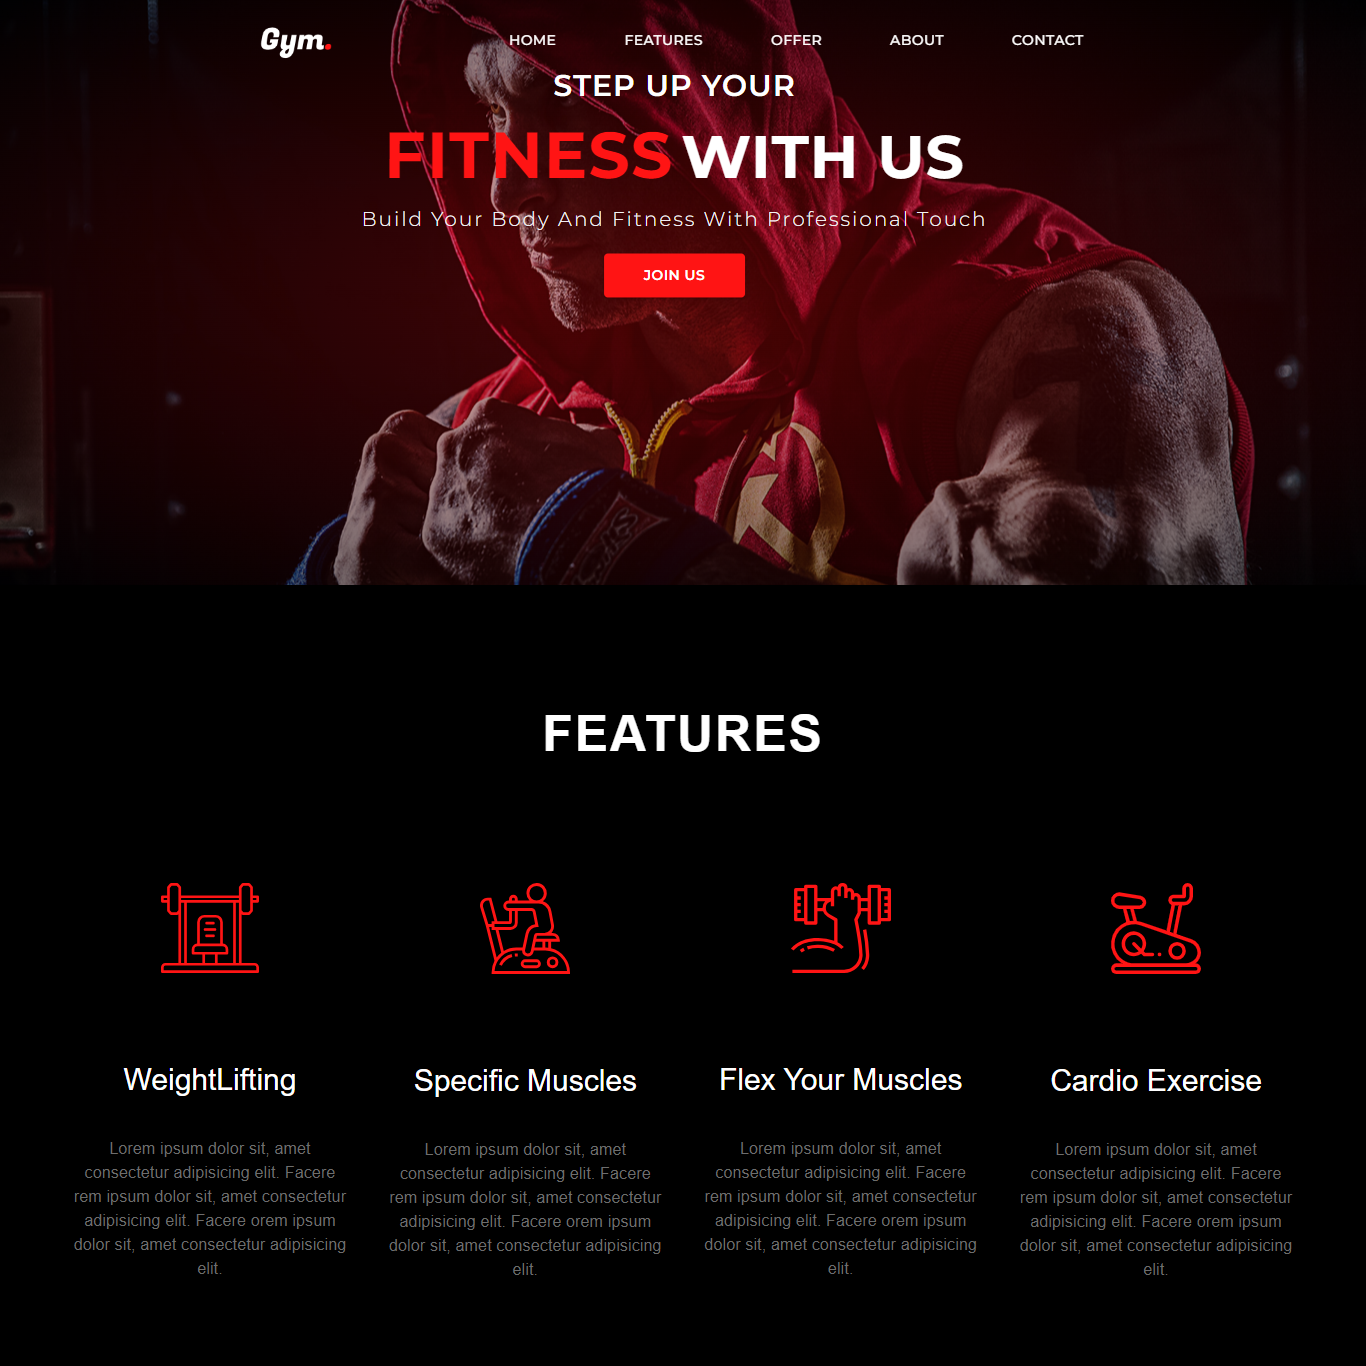 Gym.
HOME FEATURES OFFER ABOUT CONTACT
STEP UP YOUR
FITNESS WITH US
Build Your Body And Fitness With Professional Touch
JOIN US
FEATURES
WeightLifting
Lorem ipsum dolor sit, amet
consectetur adipisicing elit. Facere
rem ipsum dolor sit, amet consectetur
adipisicing elit. Facere orem ipsum
dolor sit, amet consectetur adipisicing
elit.
Specific Muscles
Lorem ipsum dolor sit, amet
consectetur adipisicing elit. Facere
rem ipsum dolor sit, amet consectetur
adipisicing elit. Facere orem ipsum
dolor sit, amet consectetur adipisicing
elit.
Flex Your Muscles
Lorem ipsum dolor sit, amet
consectetur adipisicing elit. Facere
rem ipsum dolor sit, amet consectetur
adipisicing elit. Facere orem ipsum
dolor sit, amet consectetur adipisicing
elit.
Cardio Exercise
Lorem ipsum dolor sit, amet
consectetur adipisicing elit. Facere
rem ipsum dolor sit, amet consectetur
adipisicing elit. Facere orem ipsum
dolor sit, amet consectetur adipisicing
elit.